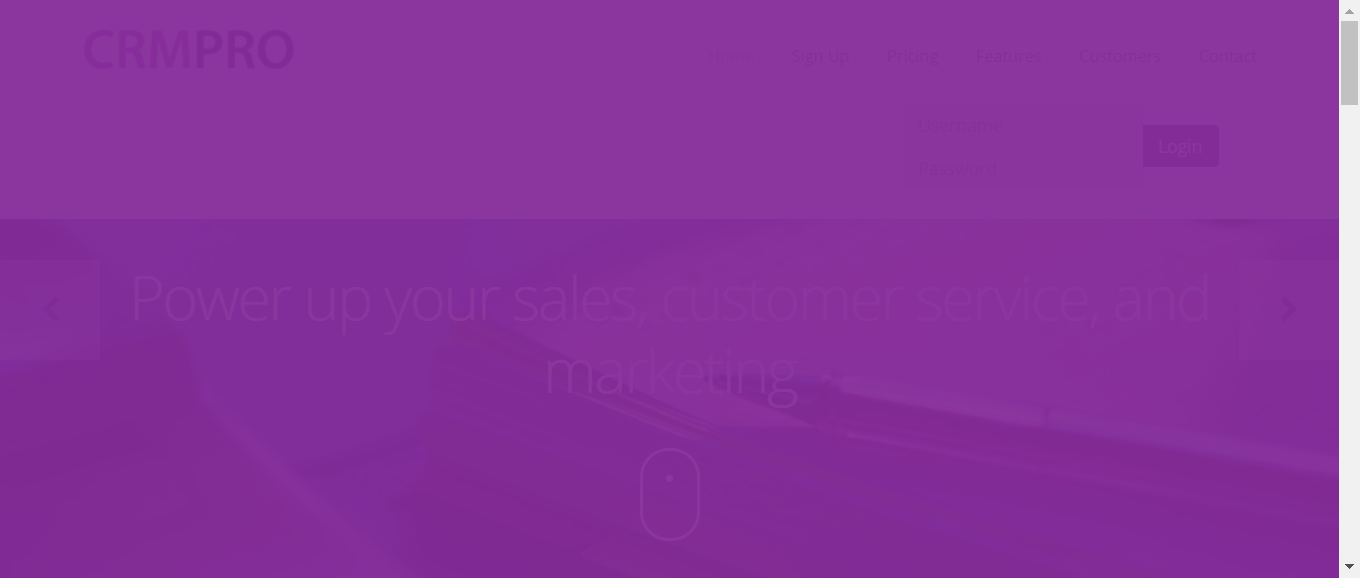 CRMPRO
Home Sign Up Pricing Features Customers Contact
Username
Login
Password
Power up your sales, customer service, and
marketing